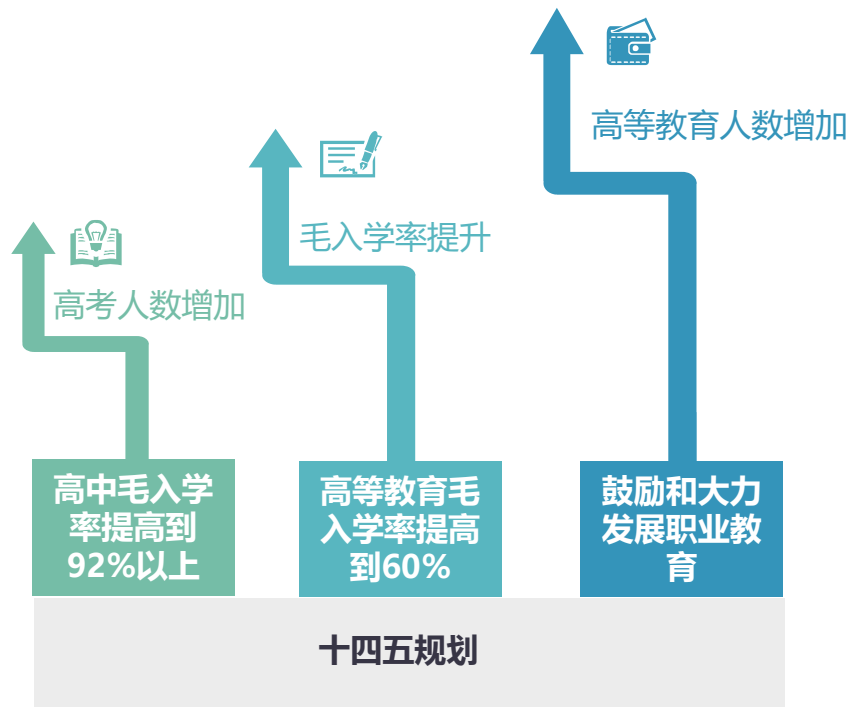 高等教育人数增加
毛入学率提升
高考人数增加
高中毛入学
率提高到
92%以上
高等教育毛
入学率提高
到60%
鼓励和大力
发展职业教
育
十四五规划